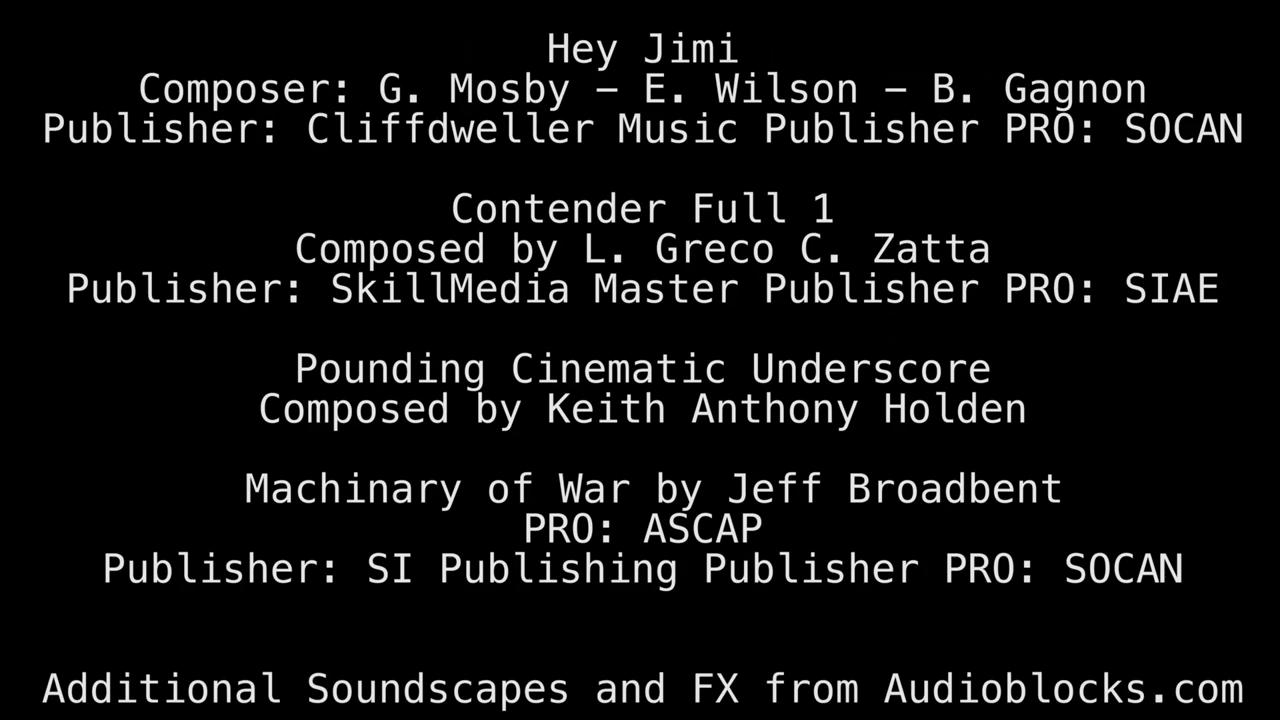 Hey Jimi
Composer: G. Mosby – E. Wilson – B. Gagnon
Publisher: Cliffdweller Music Publisher PRO: SOCAN
Contender Full 1
Composed by L. Greco C. Zatta
Publisher: SkillMedia Master Publisher PRO: SIAE
Pounding Cinematic Underscore
Composed by Keith Anthony Holden
Machinary of War by Jeff Broadbent
PRO: ASCAP
Publisher: SI Publishing Publisher PRO: SOCAN
Additional Soundscapes and FX from Audioblocks.com